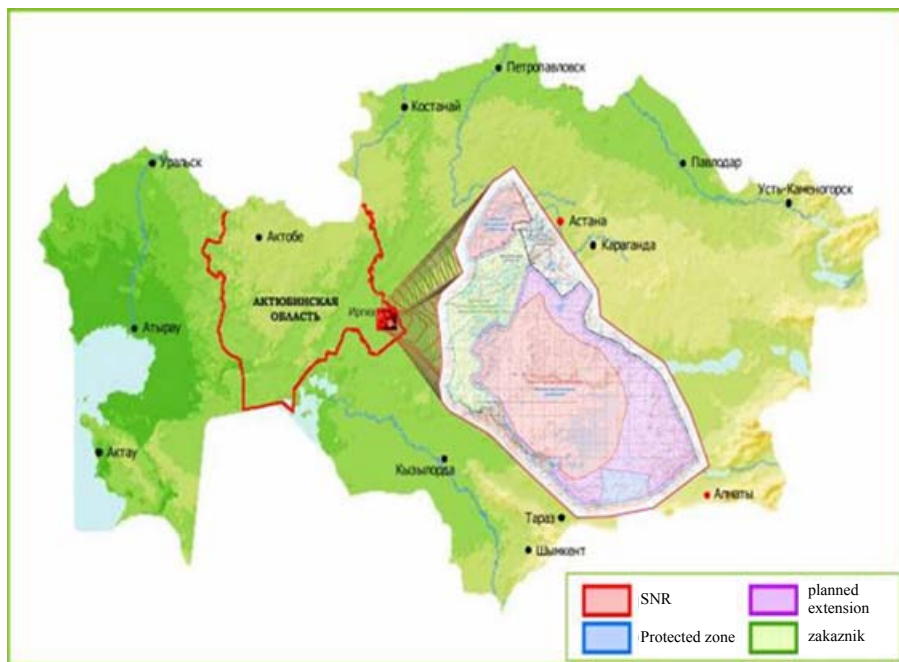 Петропавловск
Костанай
Уральск
Павлодар
Усть-Каменогорск
Астана
Актобе
Караганда
АКТЮБИНСКАЯ
ОБЛАСТЬ
Иргиз
Атырау
Актау
Кызылорда
Алматы
Тараз
Шымкент
SNR
planned
extension
Protected zone
zakaznik